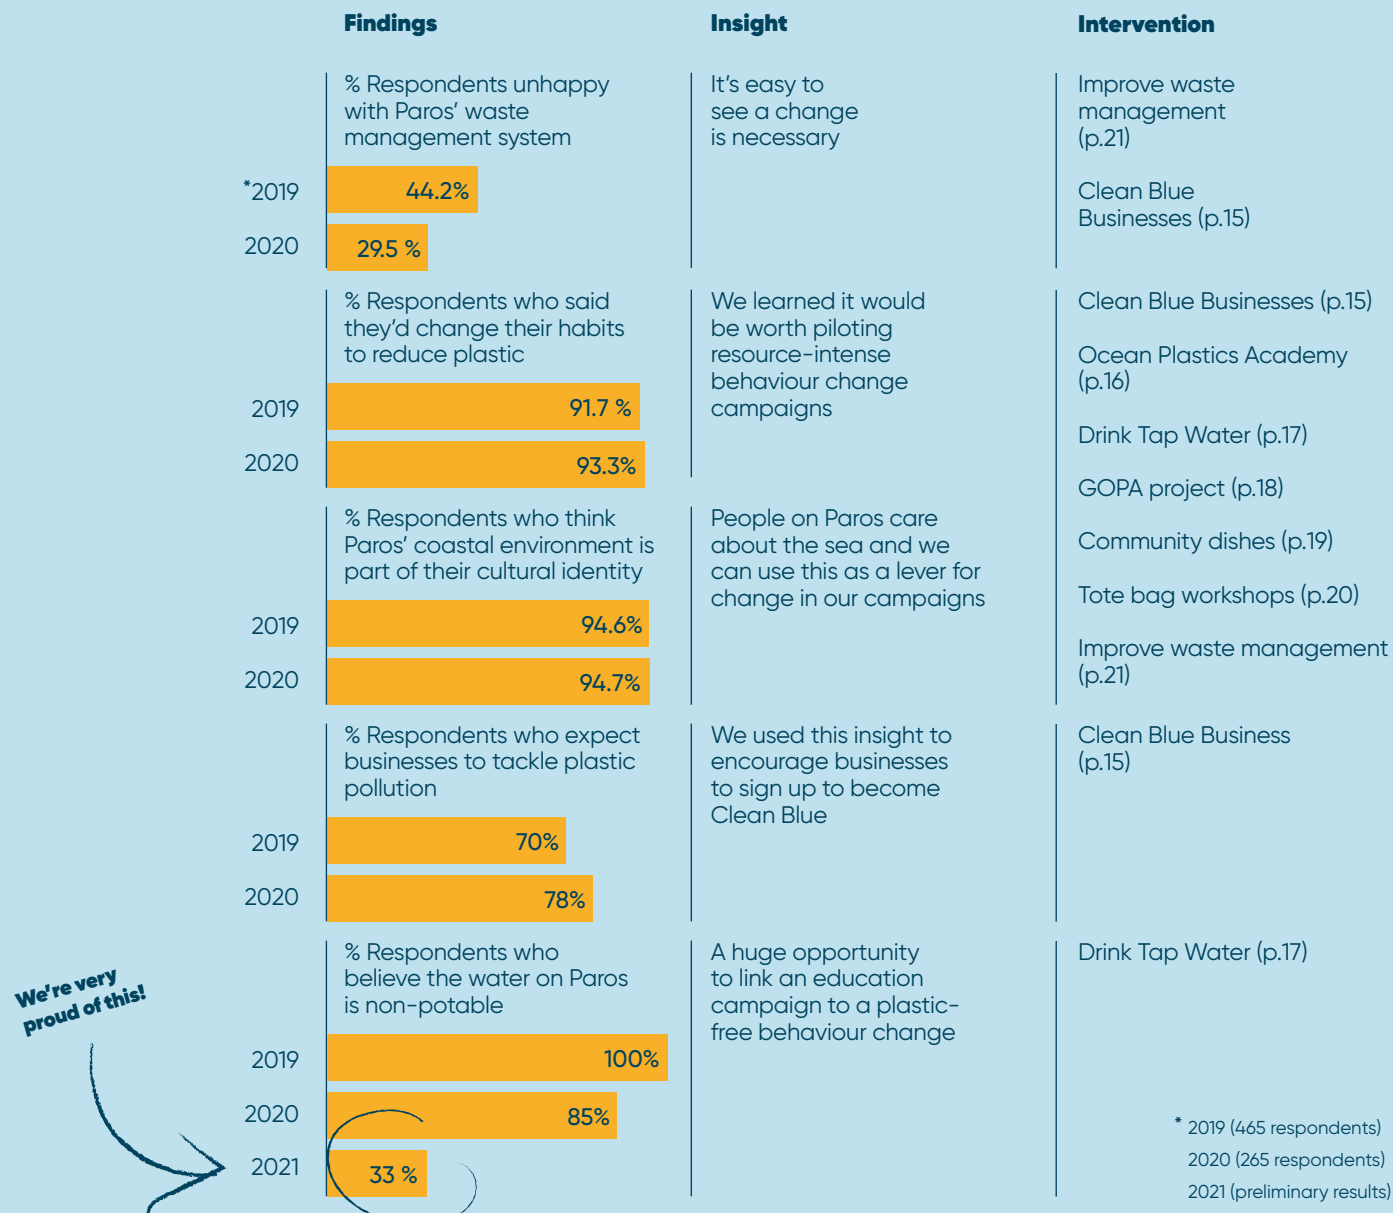 Findings
Insight
Intervention
% Respondents unhappy
with Paros’ waste
management system
*2019
44.2%
2020
29.5 %
It’s easy to
see a change
is necessary
Improve waste
management
(p.21)
Clean Blue
Businesses (p.15)
% Respondents who said
they’d change their habits
to reduce plastic
2019
91.7 %
2020
93.3%
We learned it would
be worth piloting
resource-intense
behaviour change
campaigns
Clean Blue Businesses (p.15)
Ocean Plastics Academy
(p.16)
Drink Tap Water (p.17)
GOPA project (p.18)
Community dishes (p.19)
Tote bag workshops (p.20)
Improve waste management
(p.21)
% Respondents who think
Paros’ coastal environment is
part of their cultural identity
2019
94.6%
2020
94.7%
People on Paros care
about the sea and we
can use this as a lever for
change in our campaigns
% Respondents who expect
businesses to tackle plastic
pollution
2019
70%
2020
78%
We used this insight to
encourage businesses
to sign up to become
Clean Blue
Clean Blue Business
(p.15)
% Respondents who
believe the water on Paros
is non-potable
2019
100%
2020
85%
2021
33 %
We’re very
proud of this!
A huge opportunity
to link an education
campaign to a plastic-
free behaviour change
Drink Tap Water (p.17)
* 2019 (465 respondents)
2020 (265 respondents)
2021 (preliminary results)